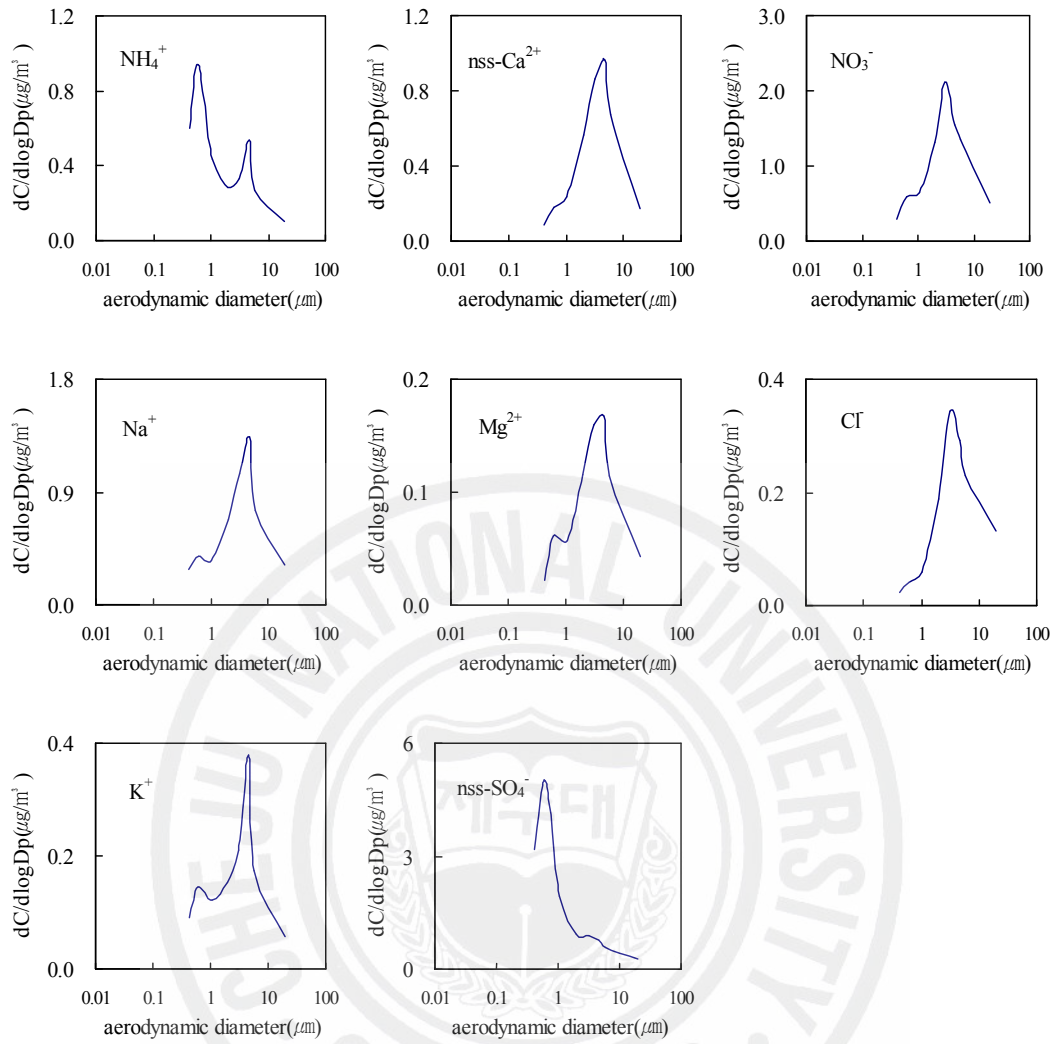 NH₄⁺
dC/dlogDp(㎍/㎥)
1.2
0.8
0.4
0.0
0.01 0.1 1 10 100
aerodynamic diameter(㎛)
nss-Ca²⁺
dC/dlogDp(㎍/㎥)
1.2
0.8
0.4
0.0
0.01 0.1 1 10 100
aerodynamic diameter(㎛)
NO₃⁻
dC/dlogDp(㎍/㎥)
3.0
2.0
1.0
0.0
0.01 0.1 1 10 100
aerodynamic diameter(㎛)
Na⁺
dC/dlogDp(㎍/㎥)
1.8
0.9
0.0
0.01 0.1 1 10 100
aerodynamic diameter(㎛)
Mg²⁺
dC/dlogDp(㎍/㎥)
0.2
0.1
0.0
0.01 0.1 1 10 100
aerodynamic diameter(㎛)
Cl⁻
dC/dlogDp(㎍/㎥)
0.4
0.2
0.0
0.01 0.1 1 10 100
aerodynamic diameter(㎛)
K⁺
dC/dlogDp(㎍/㎥)
0.4
0.2
0.0
0.01 0.1 1 10 100
aerodynamic diameter(㎛)
nss-SO₄⁻
dC/dlogDp(㎍/㎥)
6
3
0
0.01 0.1 1 10 100
aerodynamic diameter(㎛)
JEJU NATIONAL UNIVERSITY
제주대